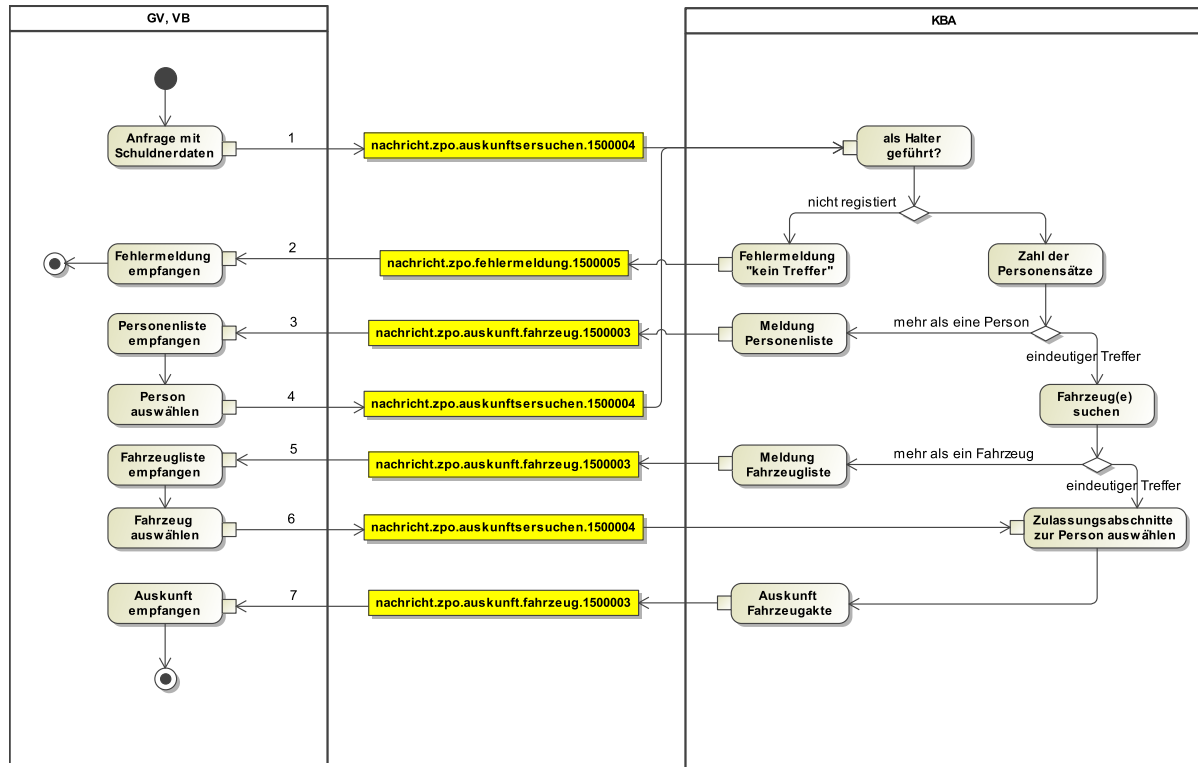 GV, VB
KBA
Anfrage mit
Schuldnerdaten
1
nachricht.zpo.auskunftsersuchen.1500004
als Halter
geführt?
nicht registiert
Fehlermeldung
empfangen
2
nachricht.zpo.fehlermeldung.1500005
Fehlermeldung
"kein Treffer"
Zahl der
Personensätze
Personenliste
empfangen
3
nachricht.zpo.auskunft.fahrzeug.1500003
Meldung
Personenliste
mehr als eine Person
eindeutiger Treffer
Person
auswählen
4
nachricht.zpo.auskunftsersuchen.1500004
Fahrzeug(e)
suchen
Fahrzeugliste
empfangen
5
nachricht.zpo.auskunft.fahrzeug.1500003
Meldung
Fahrzeugliste
mehr als ein Fahrzeug
eindeutiger Treffer
Fahrzeug
auswählen
6
nachricht.zpo.auskunftsersuchen.1500004
Zulassungsabschnitte
zur Person auswählen
Auskunft
empfangen
7
nachricht.zpo.auskunft.fahrzeug.1500003
Auskunft
Fahrzeugakte